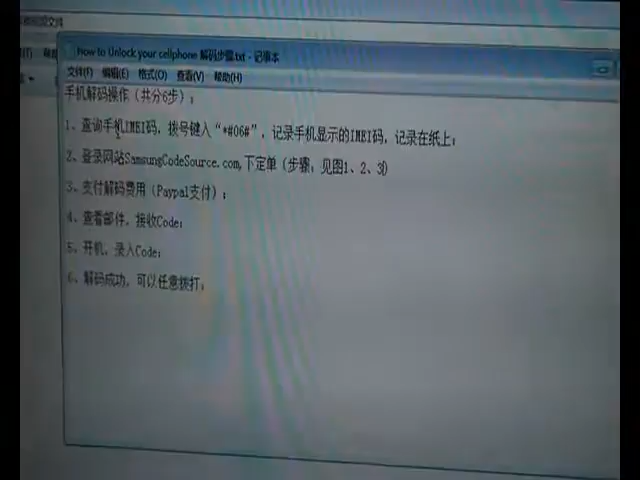 how to Unlock your cellphone 解码步骤.txt - 记事本
文件(F) 编辑(E) 格式(O) 查看(V) 帮助(H)
手机解码操作（共分6步）：
1、查询手机IMEI码，拨号键入“*#06#”，记录手机显示的IMEI码，记录在纸上；
2、登录网站SamsungCodeSource.com,下定单（步骤，见图1、2、3）
3、支付解码费用（Paypal支付）；
4、查看邮件，接收Code；
5、开机，录入Code；
6、解码成功，可以任意拨打；